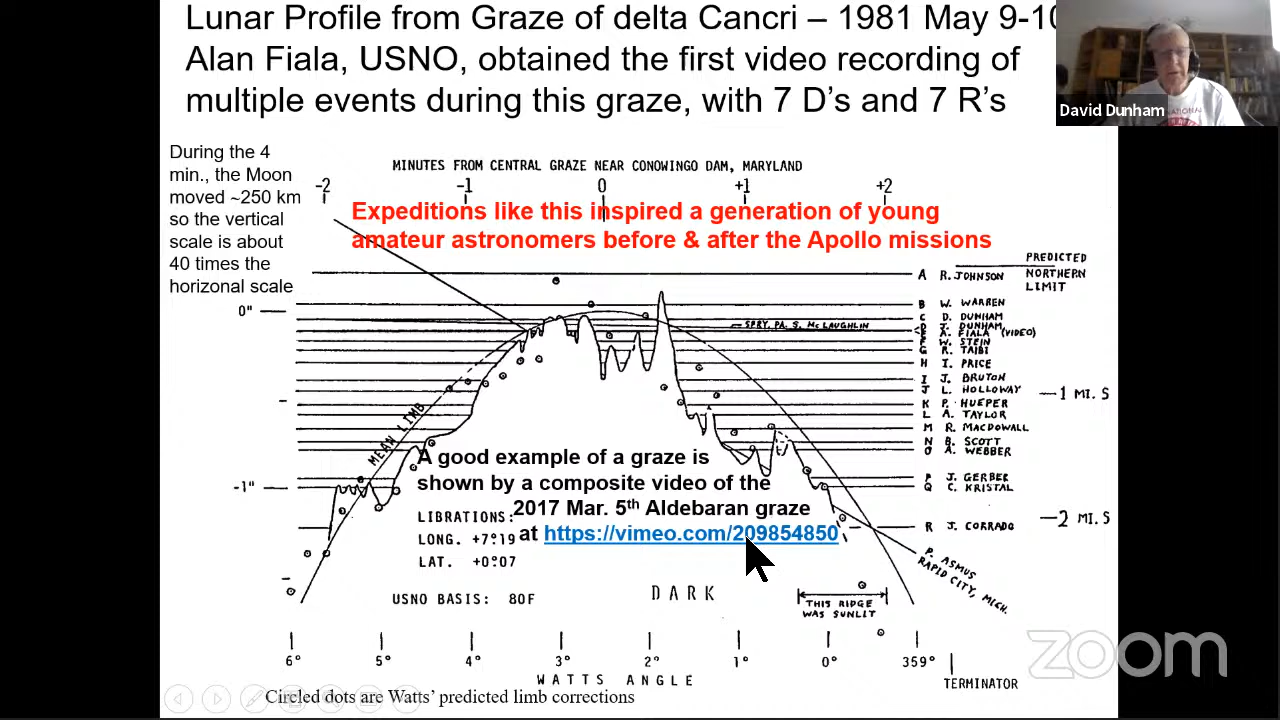 Lunar Profile from Graze of delta Cancri – 1981 May 9-10
Alan Fiala, USNO, obtained the first video recording of
multiple events during this graze, with 7 D’s and 7 R’s
David Dunham
During the 4
min., the Moon
moved ~250 km
so the vertical
scale is about
40 times the
horizonal scale
MINUTES FROM CENTRAL GRAZE NEAR CONOWINGO DAM, MARYLAND
-2 -1 0 +1 +2
Expeditions like this inspired a generation of young
amateur astronomers before & after the Apollo missions
PREDICTED
NORTHERN
LIMIT
A R. JOHNSON
B W. WARREN
C D. DUNHAM
D J. DUNHAM
E A. FIALA (VIDEO)
F W. STEIN
G R. TAIBI
H I. PRICE
I J. BRUTON
J L. HOLLOWAY
K P. HUEPER
L A. TAYLOR
M R. MACDOWALL
N B. SCOTT
O A. WEBBER
P J. GERBER
Q C. KRISTAL
R J. CORRADO
SPRY, PA. S. MCLAUGHLIN
0"
-1"
1 MI. S
2 MI. S
MEAN LIMB
A good example of a graze is
shown by a composite video of the
2017 Mar. 5th Aldebaran graze
at https://vimeo.com/209854850
LIBRATIONS:
LONG. +7°19
LAT. +0°07
USNO BASIS: 80F
DARK
P. ASMUS
RAPID CITY, MICH.
THIS RIDGE
WAS SUNLIT
zoom
6° 5° 4° 3° 2° 1° 0° 359°
WATTS ANGLE
TERMINATOR
Circled dots are Watts’ predicted limb corrections